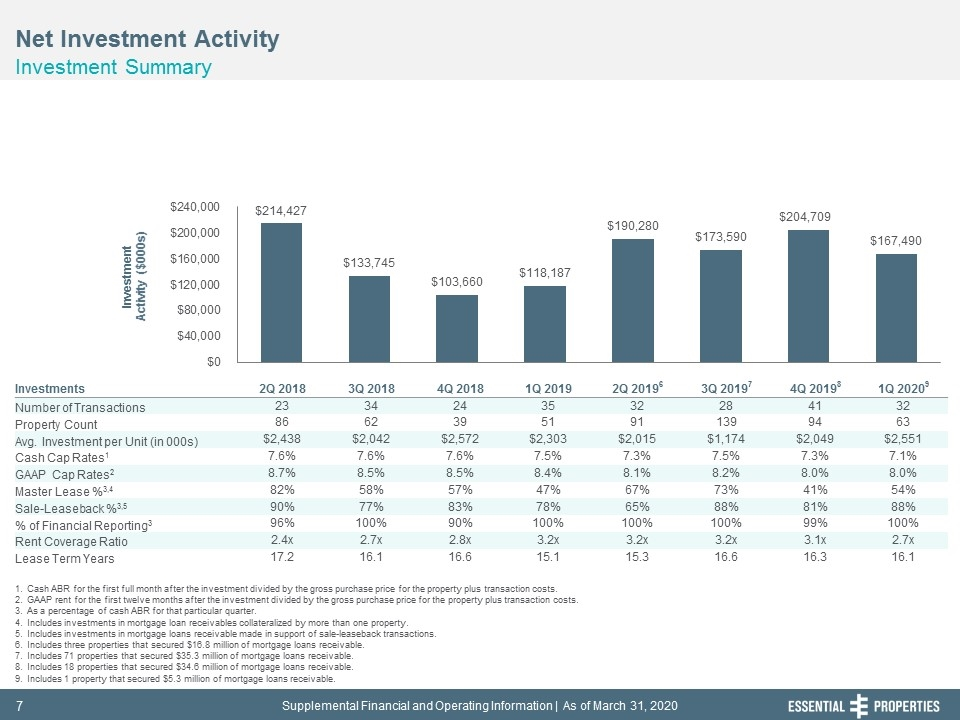 Net Investment Activity
Investment Summary
Investment
Activity ($000s)
$240,000
$200,000
$160,000
$120,000
$80,000
$40,000
$0
$214,427
$133,745
$103,660
$118,187
$190,280
$173,590
$204,709
$167,490
Investments 2Q 2018 3Q 2018 4Q 2018 1Q 2019 2Q 2019⁶ 3Q 2019⁷ 4Q 2019⁸ 1Q 2020⁹
Number of Transactions 23 34 24 35 32 28 41 32
Property Count 86 62 39 51 91 139 94 63
Avg. Investment per Unit (in 000s) $2,438 $2,042 $2,572 $2,303 $2,015 $1,174 $2,049 $2,551
Cash Cap Rates¹ 7.6% 7.6% 7.6% 7.5% 7.3% 7.5% 7.3% 7.1%
GAAP Cap Rates² 8.7% 8.5% 8.5% 8.4% 8.1% 8.2% 8.0% 8.0%
Master Lease %³,⁴ 82% 58% 57% 47% 67% 73% 41% 54%
Sale-Leaseback %³,⁵ 90% 77% 83% 78% 65% 88% 81% 88%
% of Financial Reporting³ 96% 100% 90% 100% 100% 100% 99% 100%
Rent Coverage Ratio 2.4x 2.7x 2.8x 3.2x 3.2x 3.2x 3.1x 2.7x
Lease Term Years 17.2 16.1 16.6 15.1 15.3 16.6 16.3 16.1
1. Cash ABR for the first full month after the investment divided by the gross purchase price for the property plus transaction costs.
2. GAAP rent for the first twelve months after the investment divided by the gross purchase price for the property plus transaction costs.
3. As a percentage of cash ABR for that particular quarter.
4. Includes investments in mortgage loan receivables collateralized by more than one property.
5. Includes investments in mortgage loans receivable made in support of sale-leaseback transactions.
6. Includes three properties that secured $16.8 million of mortgage loans receivable.
7. Includes 71 properties that secured $35.3 million of mortgage loans receivable.
8. Includes 18 properties that secured $34.6 million of mortgage loans receivable.
9. Includes 1 property that secured $5.3 million of mortgage loans receivable.
7 Supplemental Financial and Operating Information | As of March 31, 2020 ESSENTIAL PROPERTIES